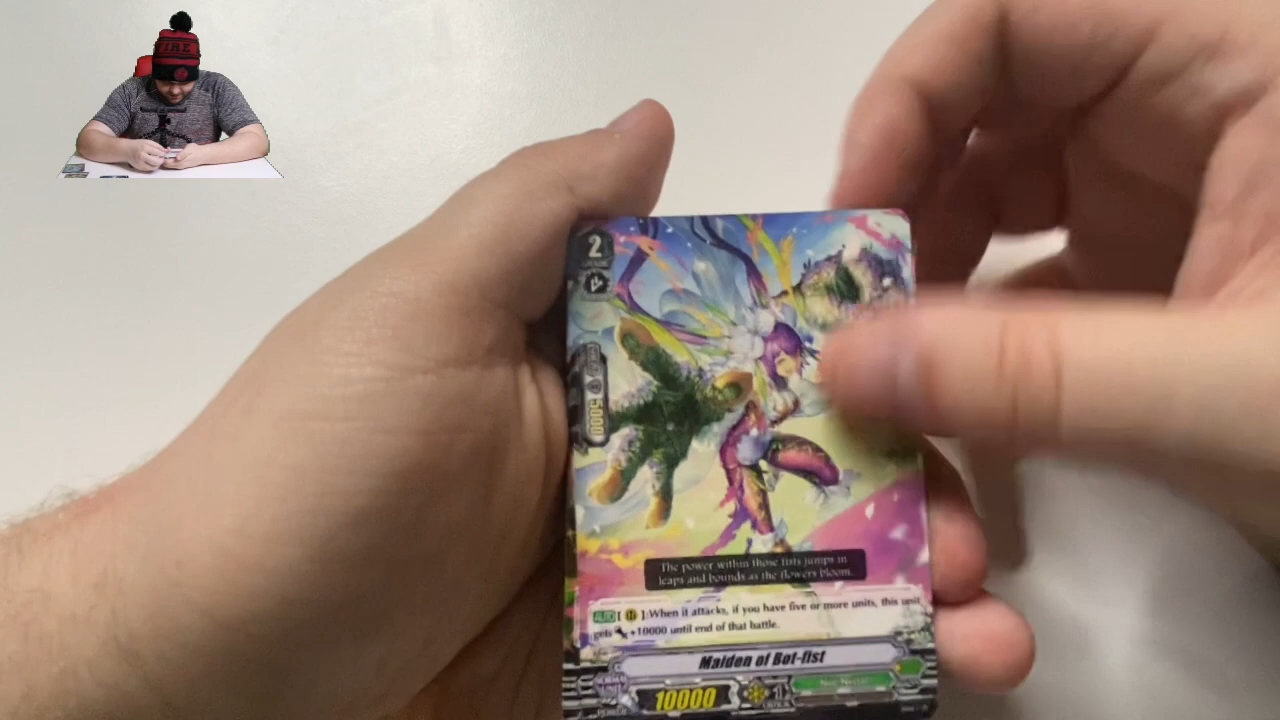 FIRE
2
5000
The power within those fists jumps in
leaps and bounds as the flowers bloom.
AUTO[ ]:When it attacks, if you have five or more units, this unit
gets +10000 until end of that battle.
Maiden of Bot-fist
10000
1